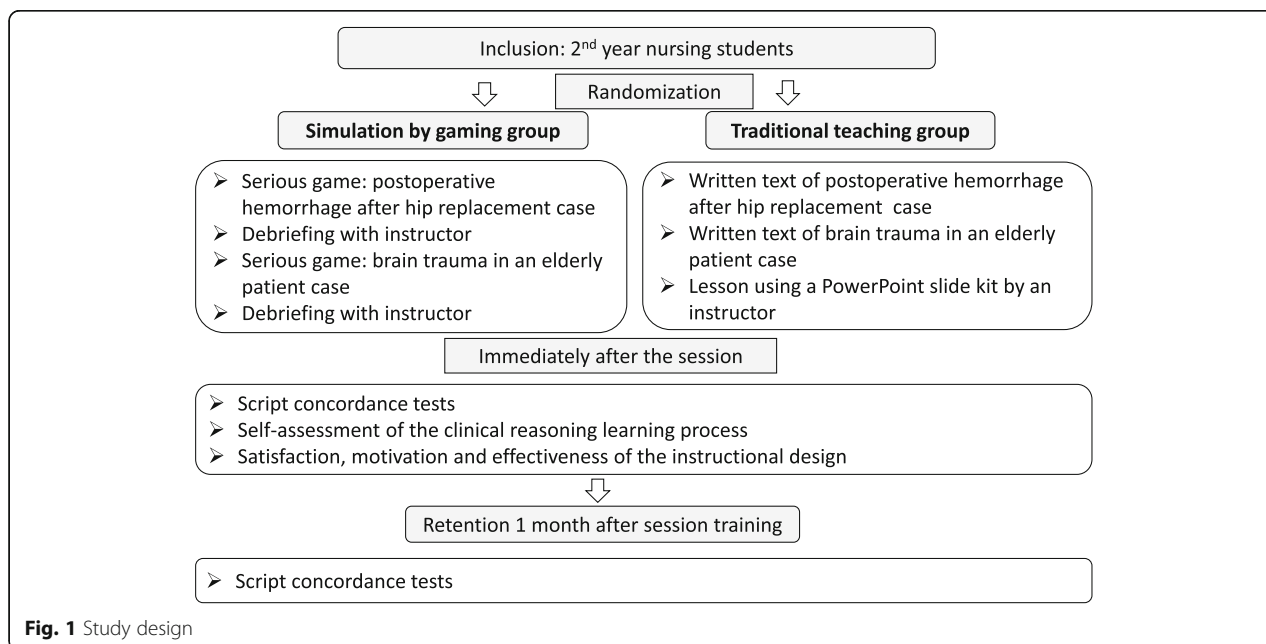 Inclusion: 2nd year nursing students
Randomization
Simulation by gaming group
Traditional teaching group
➢ Serious game: postoperative
hemorrhage after hip replacement case
➢ Debriefing with instructor
➢ Serious game: brain trauma in an elderly
patient case
➢ Debriefing with instructor
➢ Written text of postoperative hemorrhage
after hip replacement case
➢ Written text of brain trauma in an elderly
patient case
➢ Lesson using a PowerPoint slide kit by an
instructor
Immediately after the session
➢ Script concordance tests
➢ Self-assessment of the clinical reasoning learning process
➢ Satisfaction, motivation and effectiveness of the instructional design
Retention 1 month after session training
➢ Script concordance tests
Fig. 1 Study design